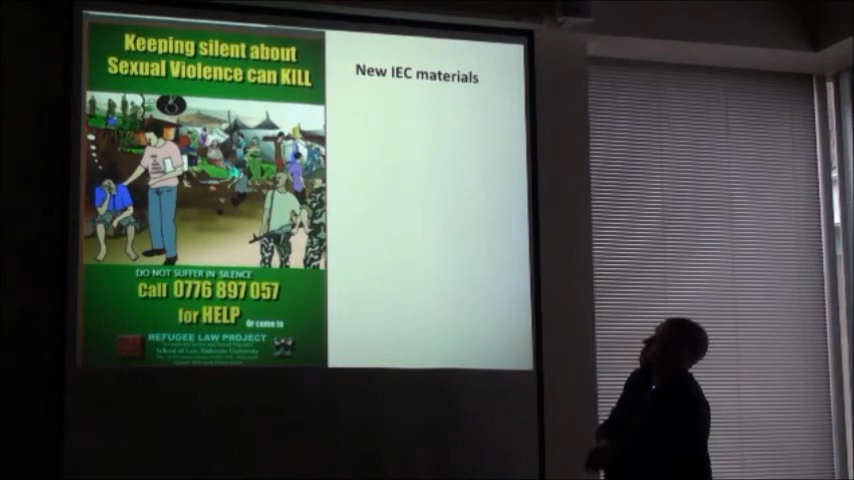 Keeping silent about
Sexual Violence can KILL
New IEC materials
DO NOT SUFFER IN SILENCE
Call 0776 897 057
for HELP
Or come to
REFUGEE LAW PROJECT
School of Law, Makerere University